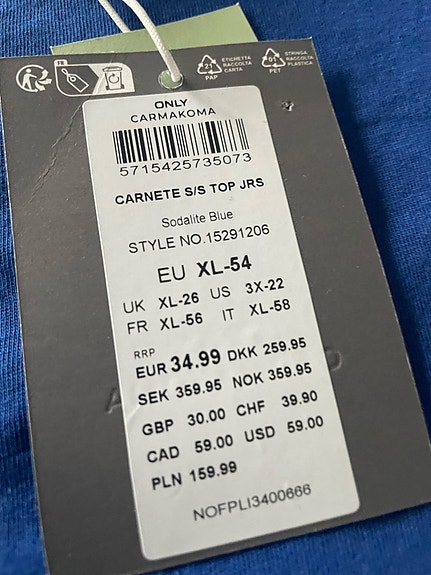 FR
21
PAP
ETICHETTA:
RACCOLTA
CARTA
01
PET
STRINGA:
RACCOLTA
PLASTICA
ONLY
CARMAKOMA
5715425735073
CARNETE S/S TOP JRS
Sodalite Blue
STYLE NO.15291206
EU XL-54
UK XL-26 US 3X-22
FR XL-56 IT XL-58
RRP
EUR 34.99 DKK 259.95
SEK 359.95 NOK 359.95
GBP 30.00 CHF 39.90
CAD 59.00 USD 59.00
PLN 159.99
NOFPLI3400666